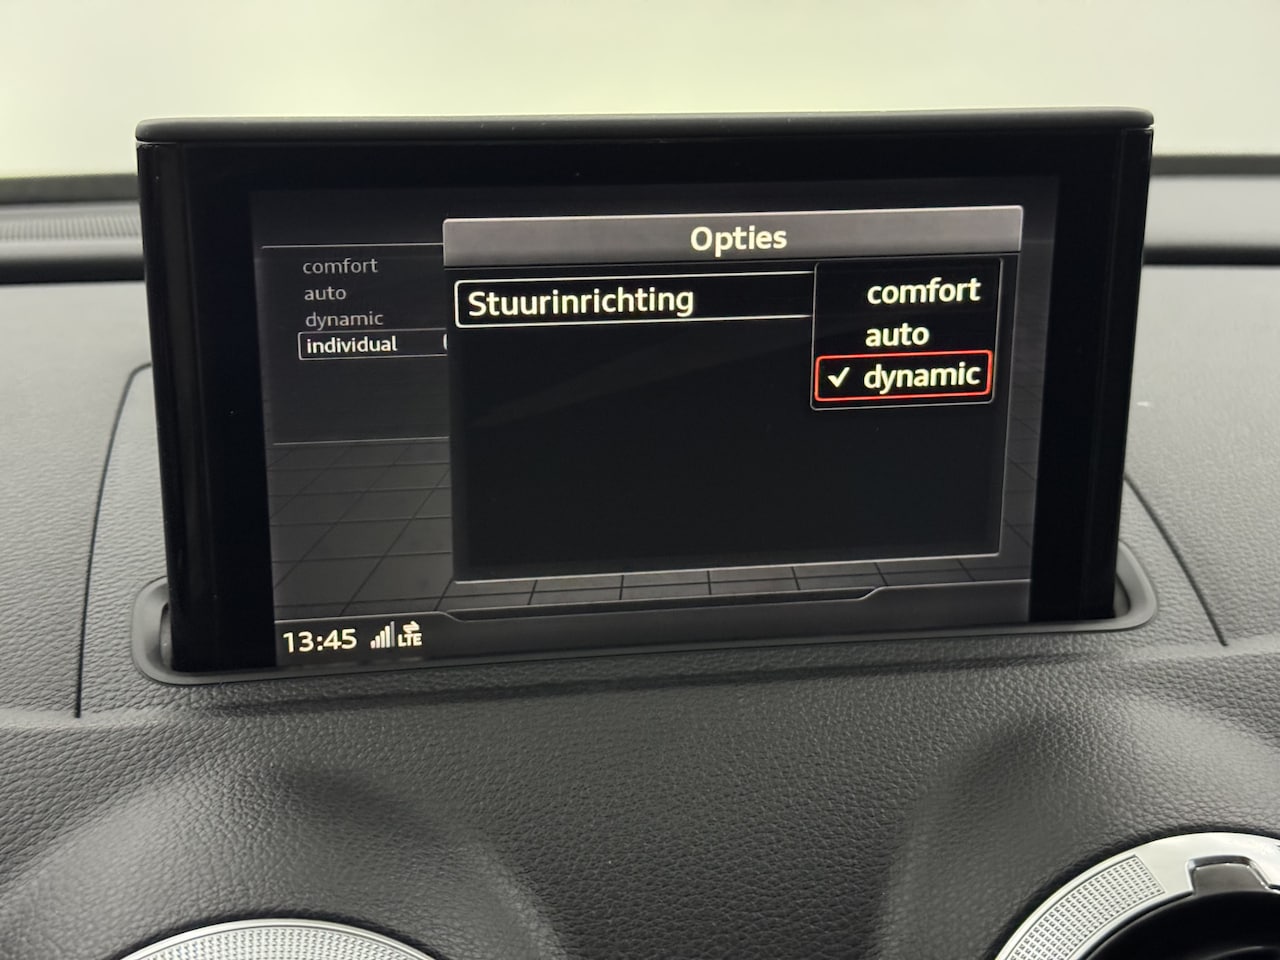 Opties
comfort
auto
dynamic
individual
Stuurinrichting
comfort
auto
✓ dynamic
13:45 LTE